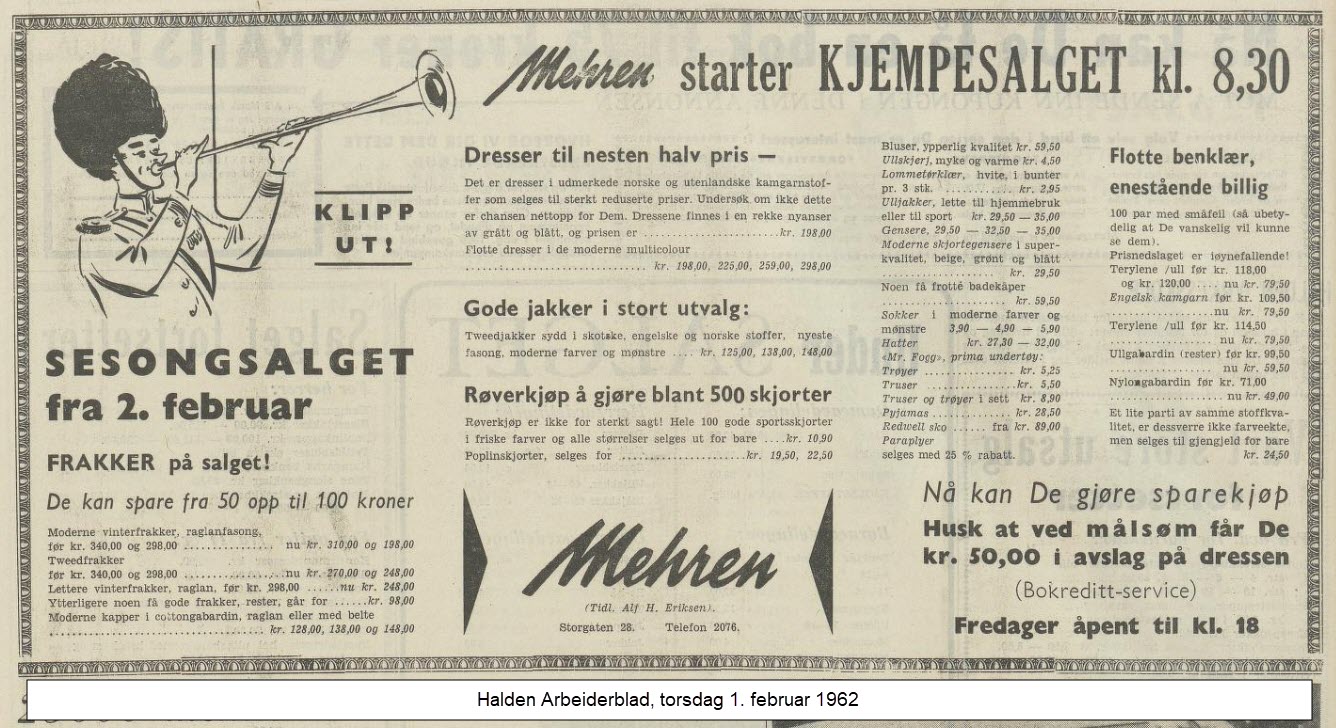 Mehren starter KJEMPESALGET kl. 8,30
KLIPP
UT!
SESONGSALGET
fra 2. februar
FRAKKER på salget!
De kan spare fra 50 opp til 100 kroner
Moderne vinterfrakker, raglanfasong,
før kr. 340,00 og 298.00 .................. nu kr. 310,00 og 198,00
Tweedfrakker
før kr. 340,00 og 298,00 .................. nu kr. 270,00 og 248,00
Lettere vinterfrakker, raglan, før kr. 298.00 .......nu kr. 248,00
Ytterligere noen få gode frakker, rester, går for ......kr. 98,00
Moderne kapper i cottongabardin, raglan eller med belte
...................................... kr. 128,00, 138,00 og 148,00
Dresser til nesten halv pris —
Det er dresser i udmerkede norske og utenlandske kamgarnstof-
fer som selges til sterkt reduserte priser. Undersøk om ikke dette
er chansen nettopp for Dem. Dressene finnes i en rekke nyanser
av grått og blått, og prisen er ........................kr. 198,00
Flotte dresser i de moderne multicolour
................................ kr. 198,00, 225,00, 259,00, 298,00
Gode jakker i stort utvalg:
Tweedjakker sydd i skotske, engelske og norske stoffer, nyeste
fasong, moderne farver og mønstre .... kr. 125,00, 138,00, 148,00
Røverkjøp å gjøre blant 500 skjorter
Røverkjøp er ikke for sterkt sagt! Hele 100 gode sportsskjorter
i friske farver og alle størrelser selges ut for bare ....kr. 10,90
Poplinskjorter, selges for ......................kr. 19,50, 22,50
Mehren
(Tidl. Alf H. Eriksen).
Storgaten 28. Telefon 2076.
Bluser, ypperlig kvalitet kr. 59,50
Ullskjerf, myke og varme kr. 4,50
Lommetørklær, hvite, i bunter
pr. 3 stk. .............. kr. 2,95
Ulljakker, lette til hjemmebruk
eller til sport kr. 29,50 — 35,00
Gensere, 29,50 — 32,50 — 35,00
Moderne skjortegensere i super-
kvalitet, beige, grønt og blått
...................... kr. 29,50
Noen få frotté badekåper
........................ kr. 59,50
Sokker i moderne farver og
mønstre 3,90 — 4,90 — 5,90
Hatter kr. 27,30 — 32,00
«Mr. Fogg», prima undertøy:
Trøyer .................. kr. 5,25
Truser .................. kr. 5,50
Truser og trøyer i sett kr. 8,90
Pyjamas ................ kr. 28,50
Redwell sko ...... fra kr. 89,00
Paraplyer
selges med 25 % rabatt.
Flotte benklær,
enestående billig
100 par med småfeil (så ubety-
delig at De vanskelig vil kunne
se dem).
Prisnedslaget er iøynefallende!
Terylene /ull før kr. 118,00
og kr. 120,00 ..... nu kr. 79,50
Engelsk kamgarn før kr. 109,50
..................nu kr. 79,50
Terylene /ull før kr. 114,50
................... nu kr. 79,50
Ullgabardin (rester) før kr. 99,50
................... nu kr. 59,50
Nylongabardin før kr. 71,00
................... nu kr. 49,00
Et lite parti av samme stoffkva-
litet, er dessverre ikke farveekte,
men selges til gjengjeld for bare
kr. 24,50
Nå kan De gjøre sparekjøp
Husk at ved målsøm får De
kr. 50,00 i avslag på dressen
(Bokreditt-service)
Fredager åpent til kl. 18
Halden Arbeiderblad, torsdag 1. februar 1962